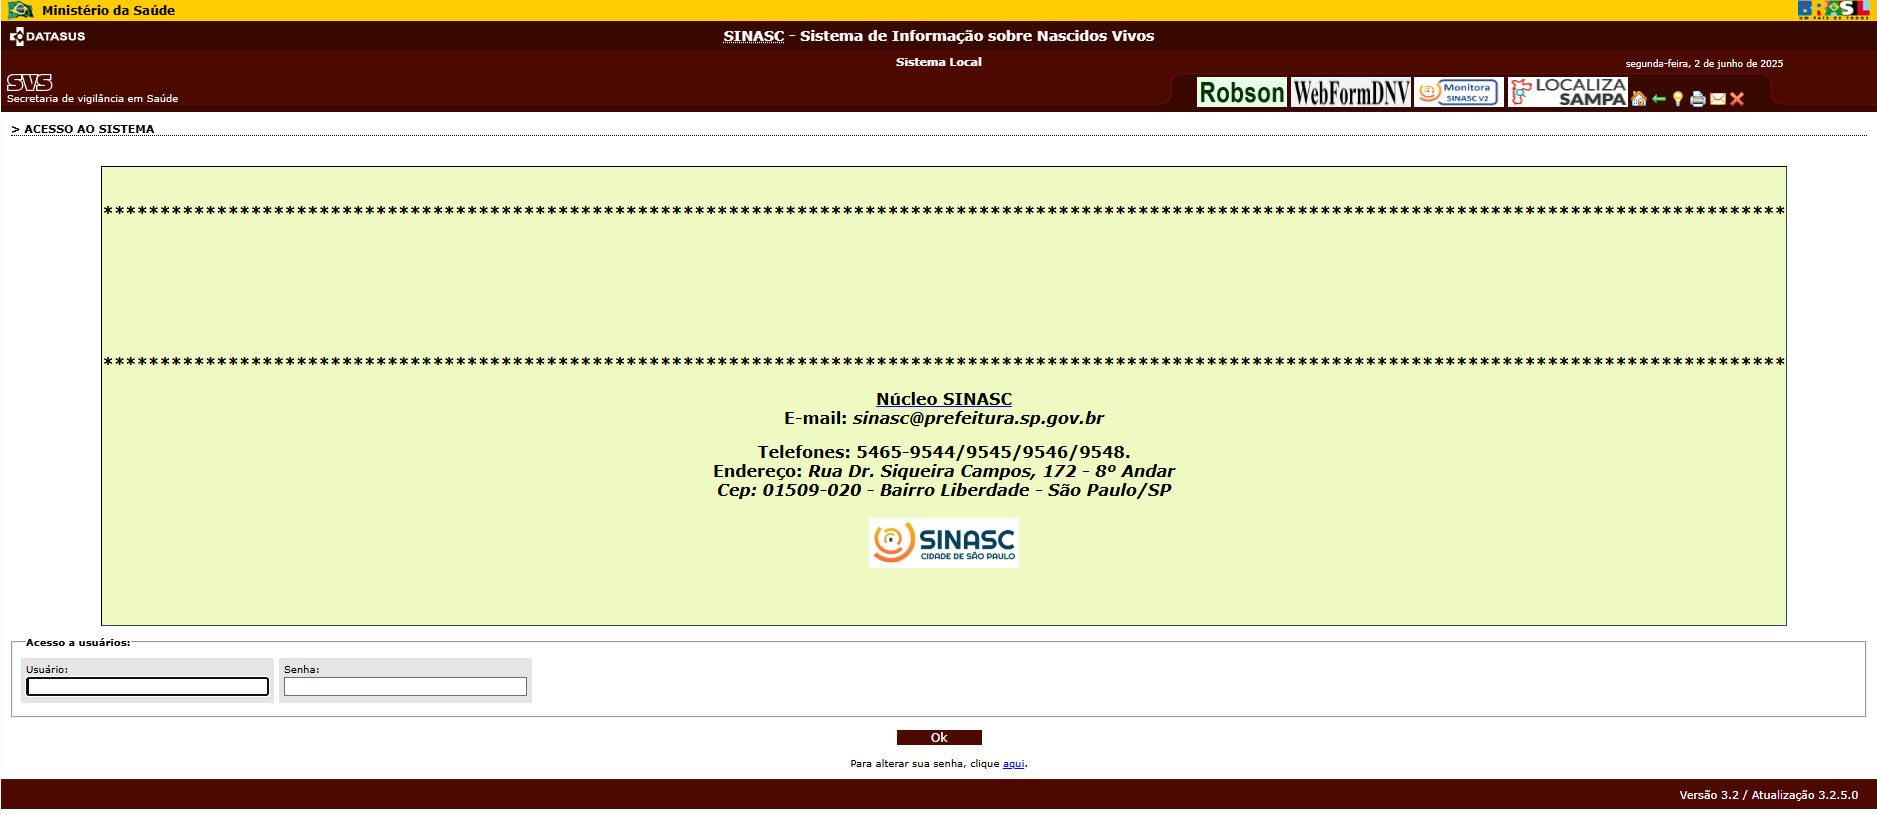 Ministério da Saúde
BRASIL
UM PAÍS DE TODOS
DATASUS
SINASC - Sistema de Informação sobre Nascidos Vivos
Sistema Local
segunda-feira, 2 de junho de 2025
SVS
Secretaria de vigilância em Saúde
Robson
WebFormDNV
Monitora
SINASC V2
LOCALIZA
SAMPA
> ACESSO AO SISTEMA
****************************************************************************************************************************************************
****************************************************************************************************************************************************
Núcleo SINASC
E-mail: sinasc@prefeitura.sp.gov.br
Telefones: 5465-9544/9545/9546/9548.
Endereço: Rua Dr. Siqueira Campos, 172 - 8º Andar
Cep: 01509-020 - Bairro Liberdade - São Paulo/SP
SINASC
CIDADE DE SÃO PAULO
Acesso a usuários:
Usuário:
Senha:
Ok
Para alterar sua senha, clique aqui.
Versão 3.2 / Atualização 3.2.5.0